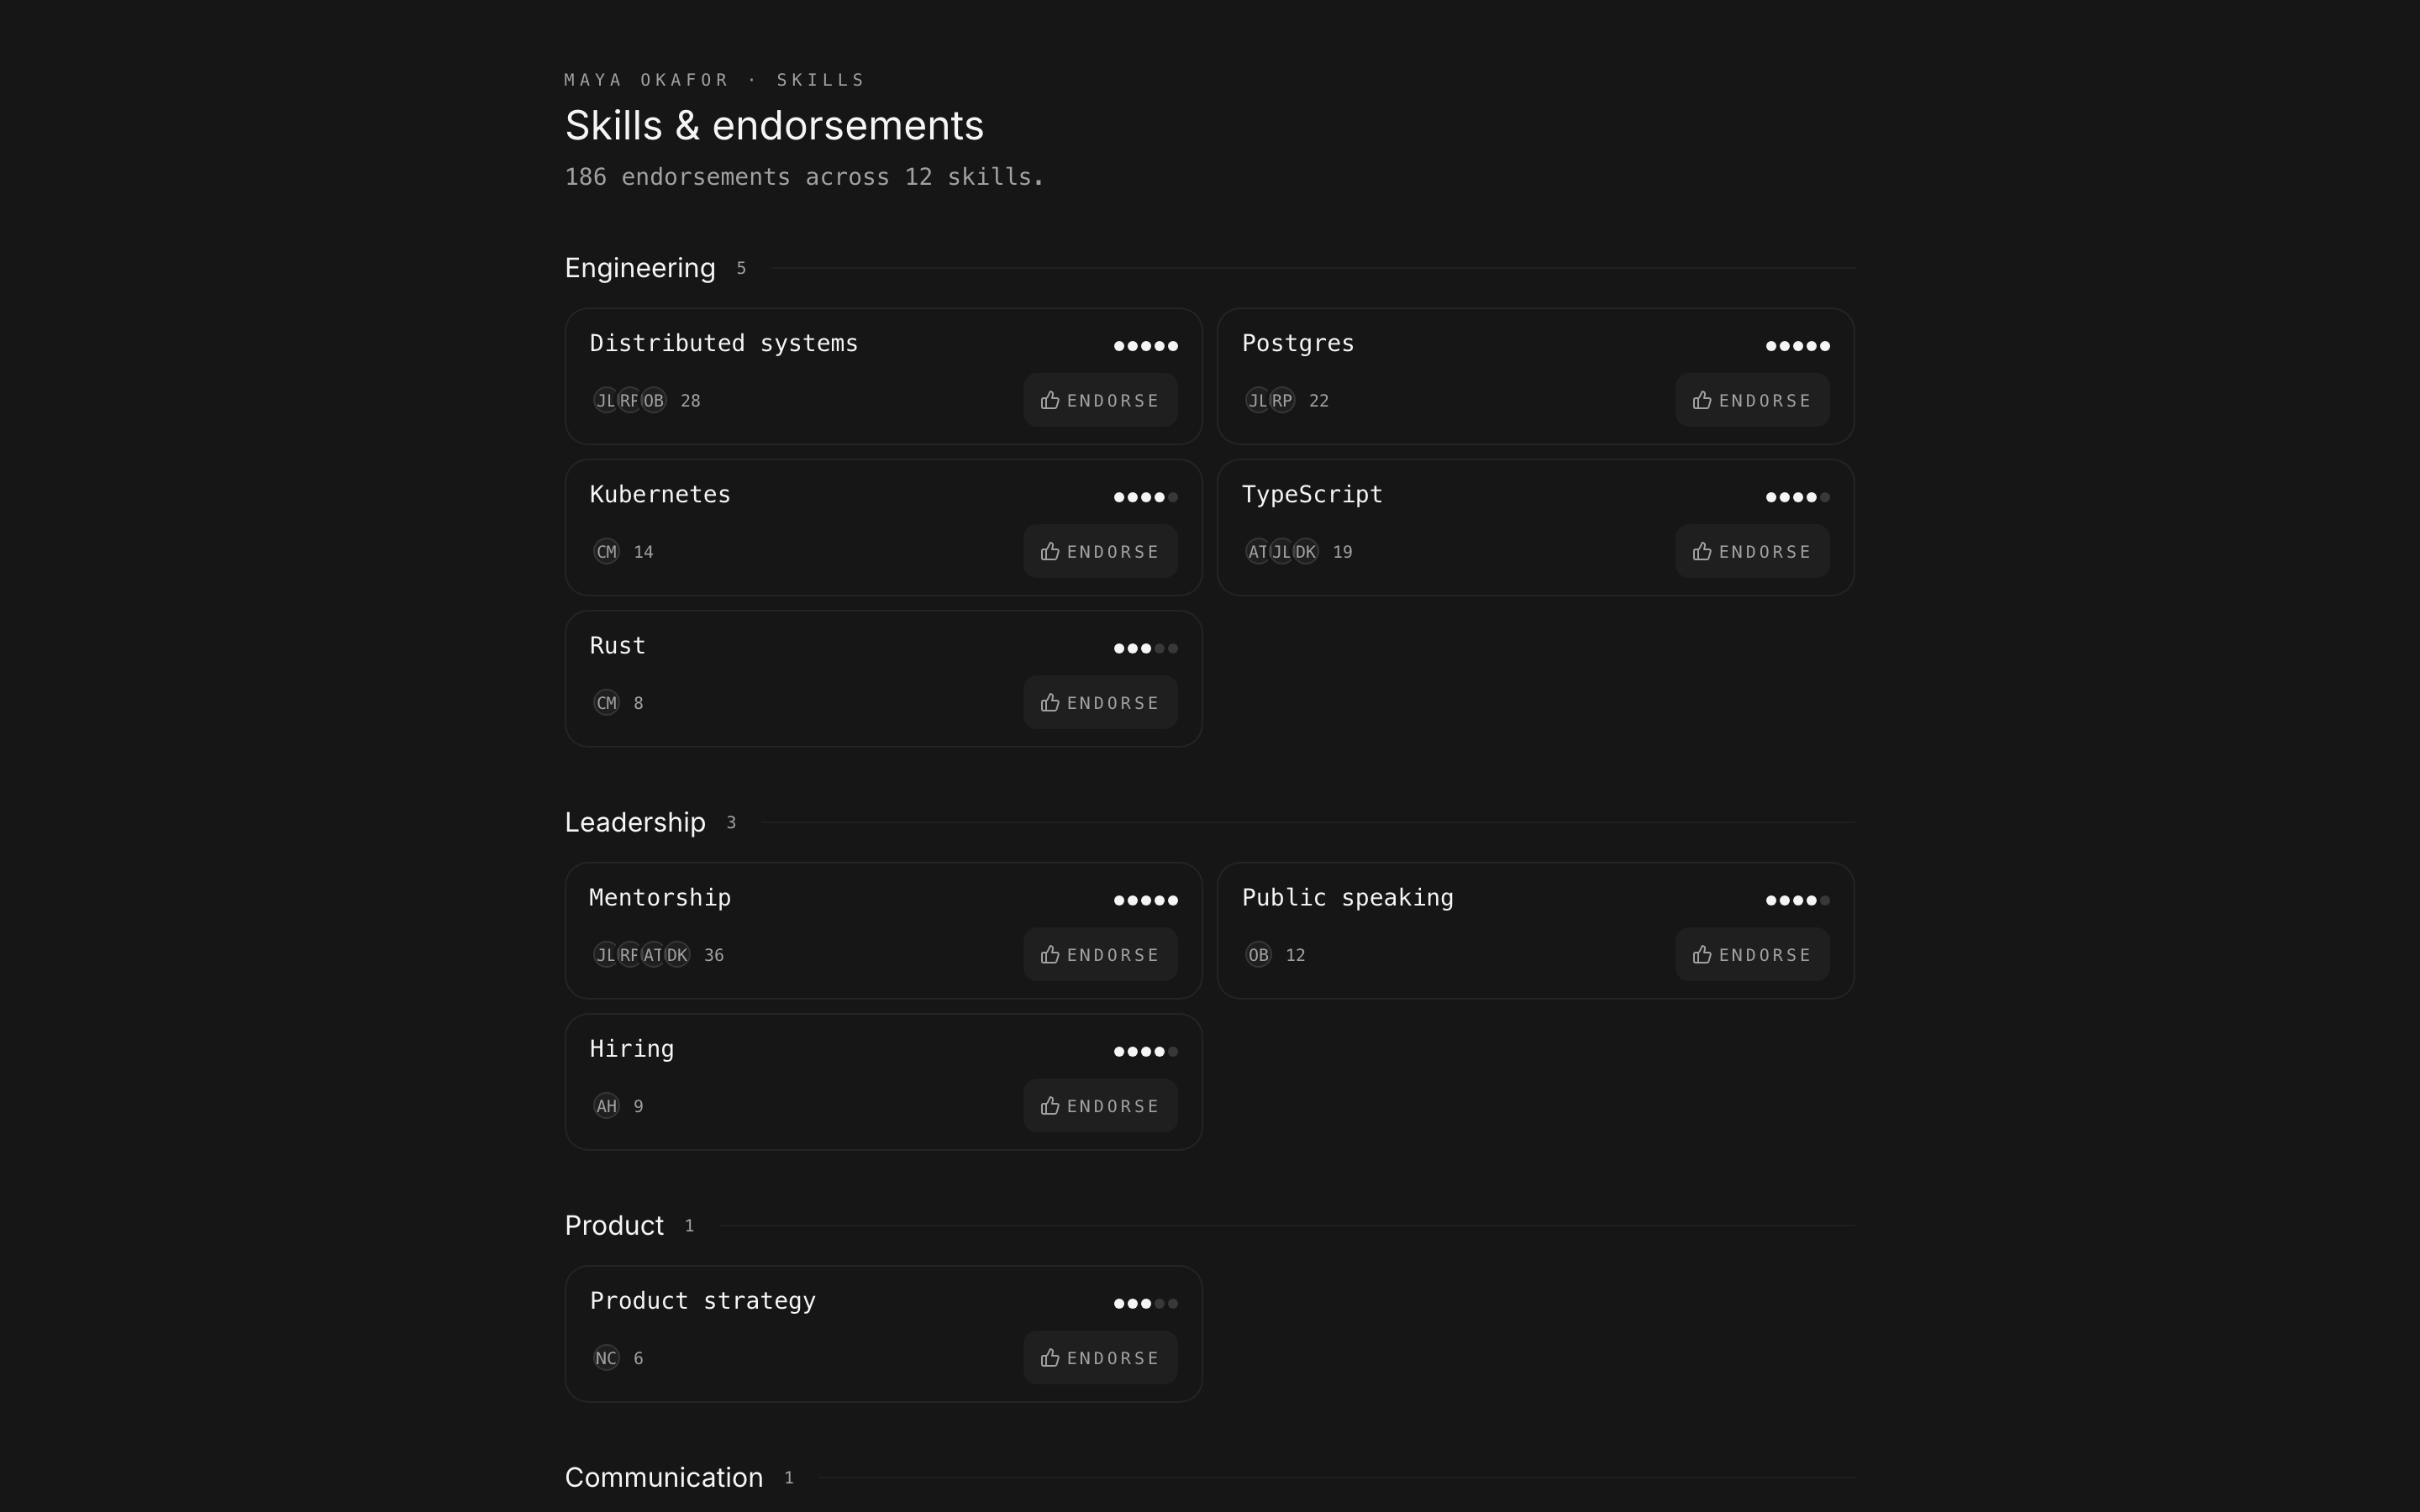 MAYA OKAFOR · SKILLS
Skills & endorsements
186 endorsements across 12 skills.
Engineering 5
Distributed systems
JL RP OB 28 ENDORSE
Postgres
JL RP 22 ENDORSE
Kubernetes
CM 14 ENDORSE
TypeScript
AT JL DK 19 ENDORSE
Rust
CM 8 ENDORSE
Leadership 3
Mentorship
JL RP AT DK 36 ENDORSE
Public speaking
OB 12 ENDORSE
Hiring
AH 9 ENDORSE
Product 1
Product strategy
NC 6 ENDORSE
Communication 1